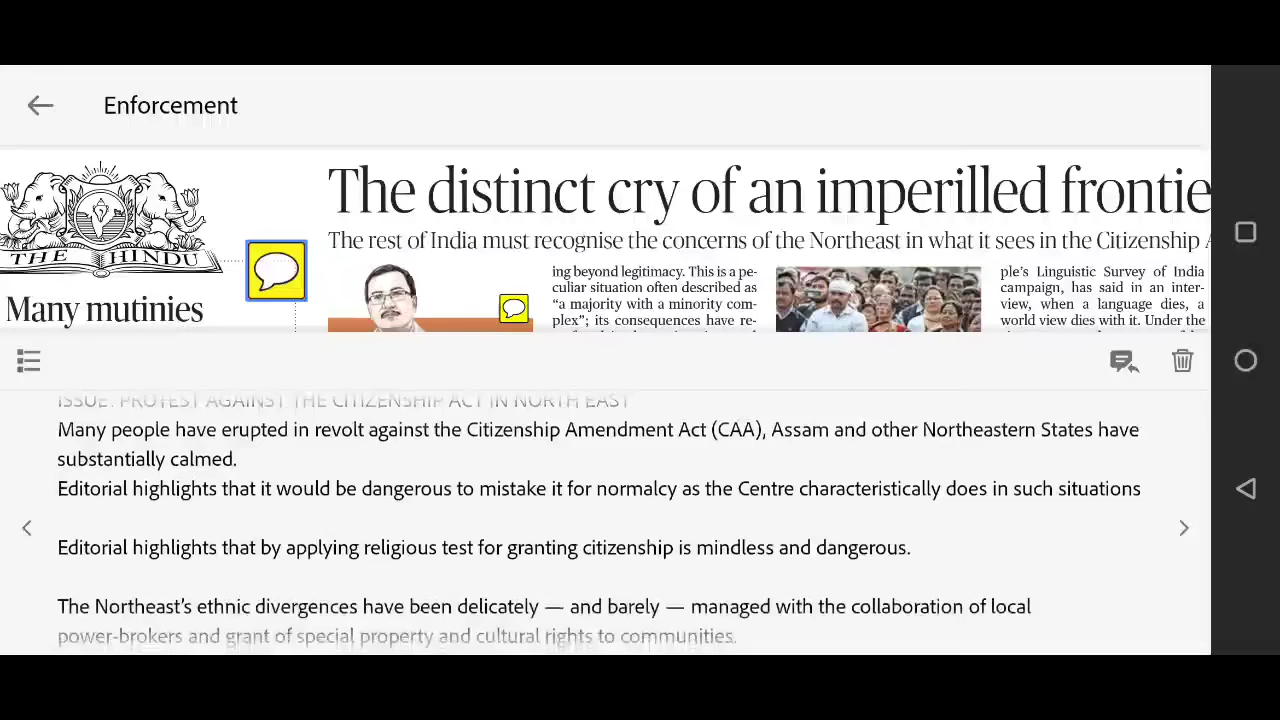 Enforcement
The distinct cry of an imperilled frontie
The rest of India must recognise the concerns of the Northeast in what it sees in the Citizenship
THE HINDU
Many mutinies
ing beyond legitimacy. This is a pe-
culiar situation often described as
"a majority with a minority com-
plex"; its consequences have re-
ple's Linguistic Survey of India
campaign, has said in an inter-
view, when a language dies, a
world view dies with it. Under the
ISSUE: PROTEST AGAINST THE CITIZENSHIP ACT IN NORTH EAST
Many people have erupted in revolt against the Citizenship Amendment Act (CAA), Assam and other Northeastern States have
substantially calmed.
Editorial highlights that it would be dangerous to mistake it for normalcy as the Centre characteristically does in such situations
Editorial highlights that by applying religious test for granting citizenship is mindless and dangerous.
The Northeast's ethnic divergences have been delicately — and barely — managed with the collaboration of local
power-brokers and grant of special property and cultural rights to communities.